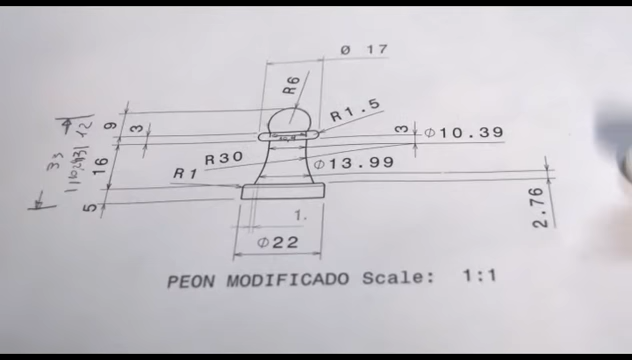 Ø 17
R6
R1.5
9
3
3
Ø10.39
33
R30
16
Ø13.99
R1
5
1.
2.76
Ø22
PEON MODIFICADO Scale: 1:1